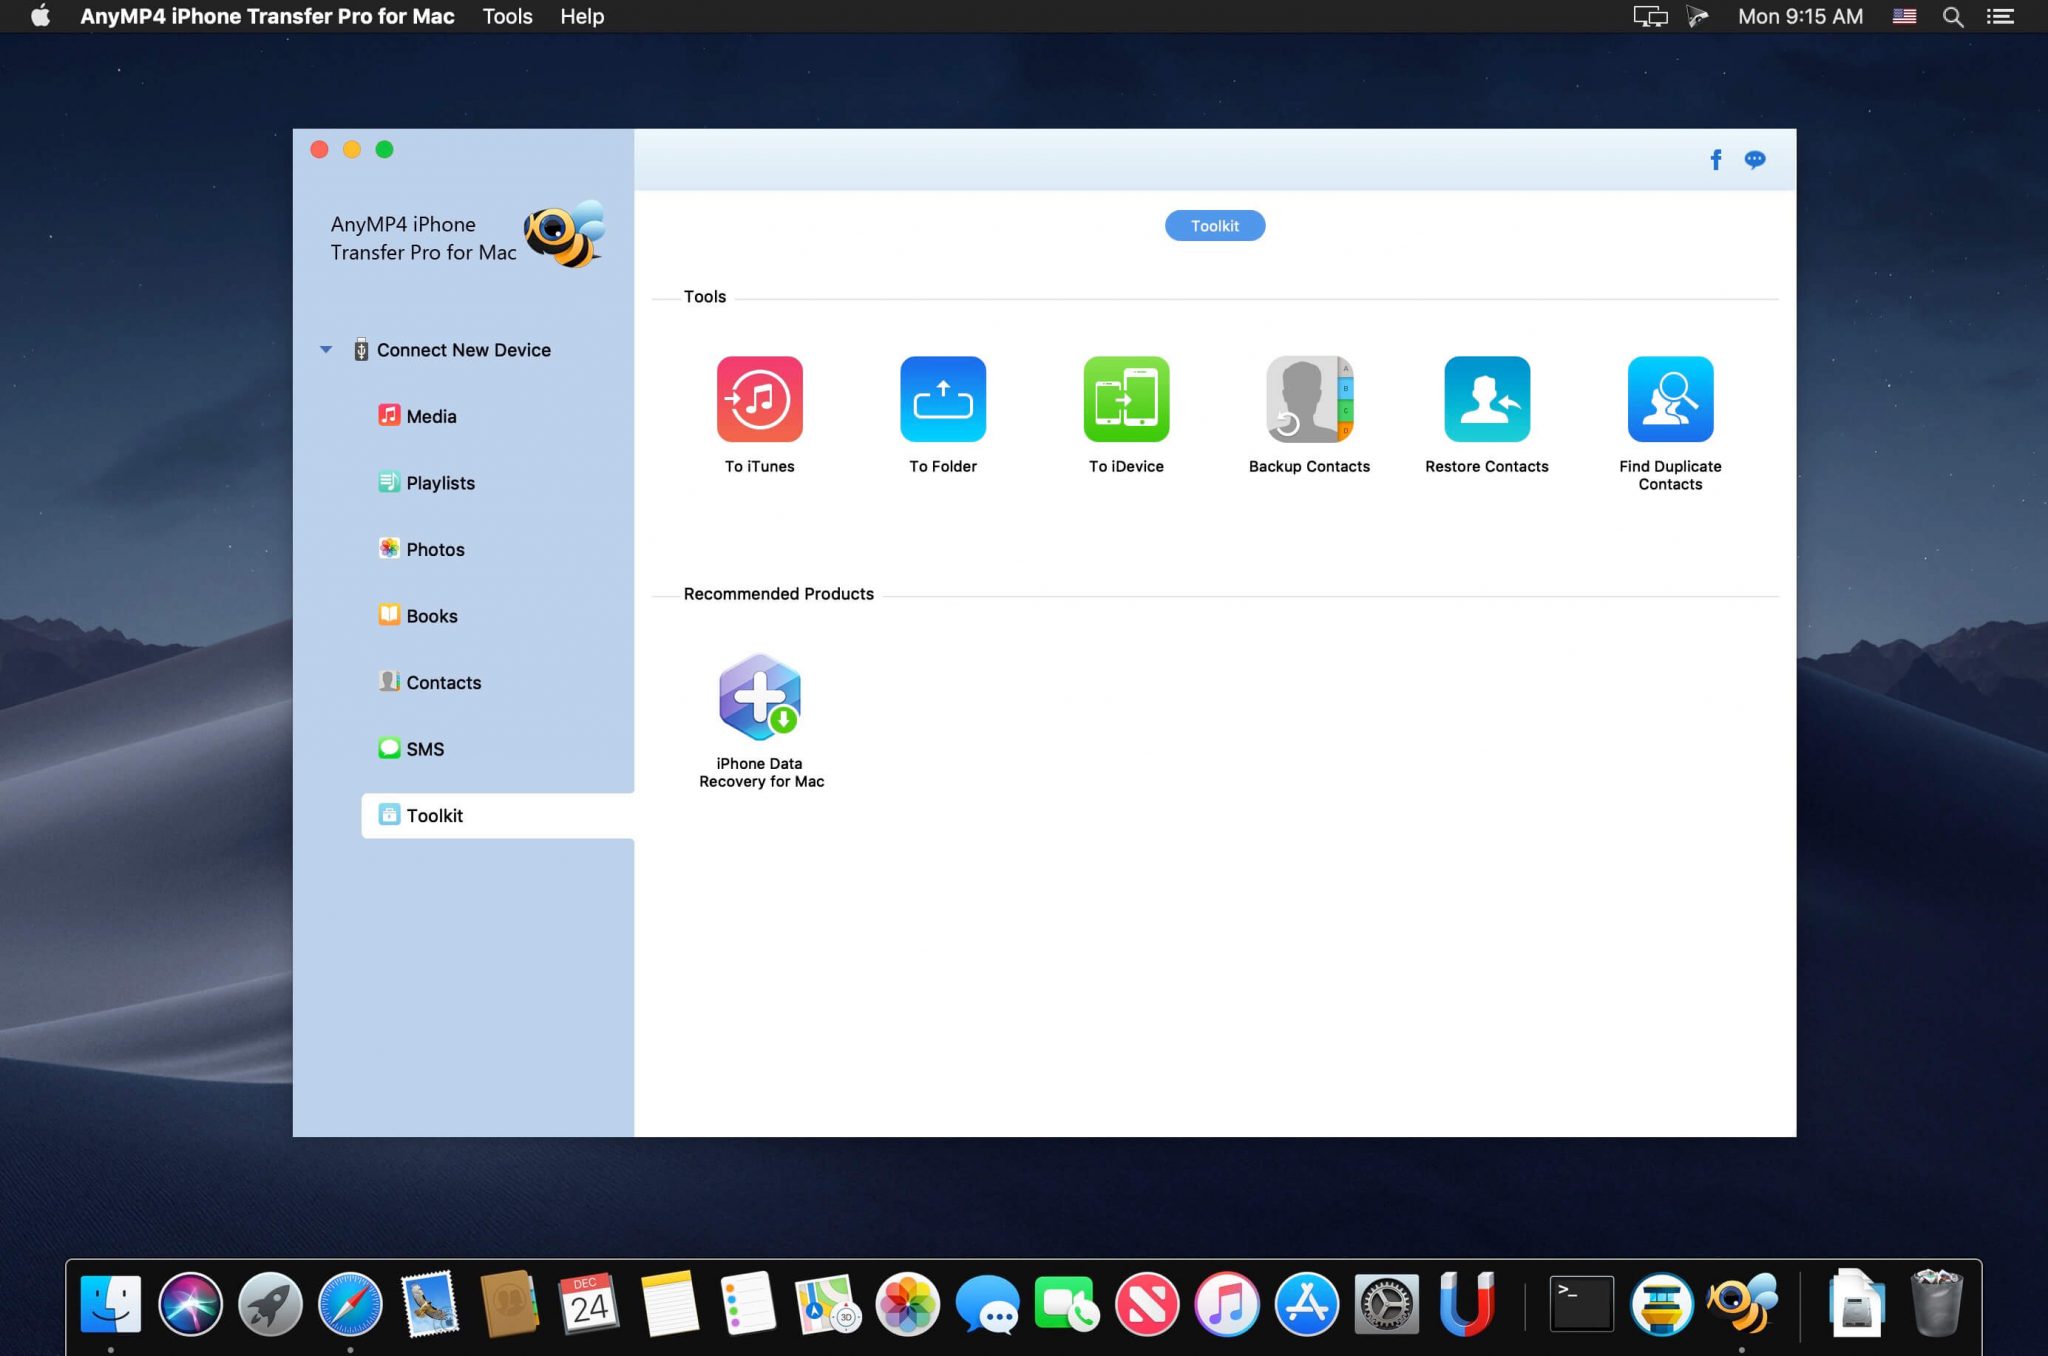 AnyMP4 iPhone Transfer Pro for Mac Tools Help
Mon 9:15 AM
AnyMP4 iPhone
Transfer Pro for Mac
Connect New Device
Media
Playlists
Photos
Books
Contacts
SMS
Toolkit
Toolkit
Tools
To iTunes
To Folder
To iDevice
Backup Contacts
A
B
C
D
Restore Contacts
Find Duplicate
Contacts
Recommended Products
iPhone Data
Recovery for Mac
DEC
24
3D
>_